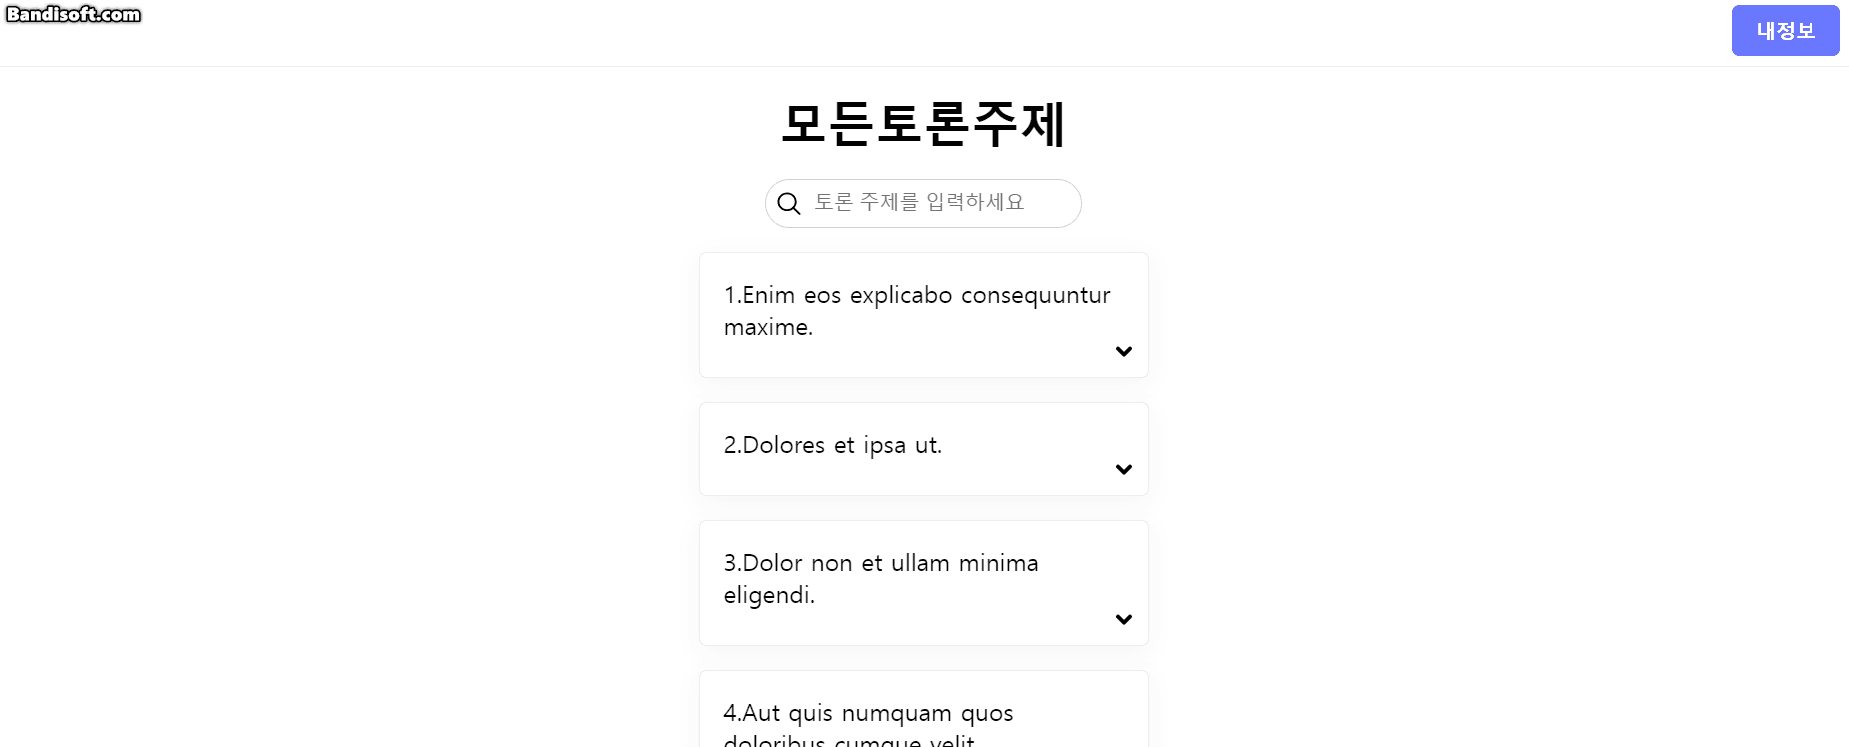 Bandisoft.com
내정보
모든토론주제
토론 주제를 입력하세요
1.Enim eos explicabo consequuntur
maxime.
2.Dolores et ipsa ut.
3.Dolor non et ullam minima
eligendi.
4.Aut quis numquam quos
doloribus cumque velit